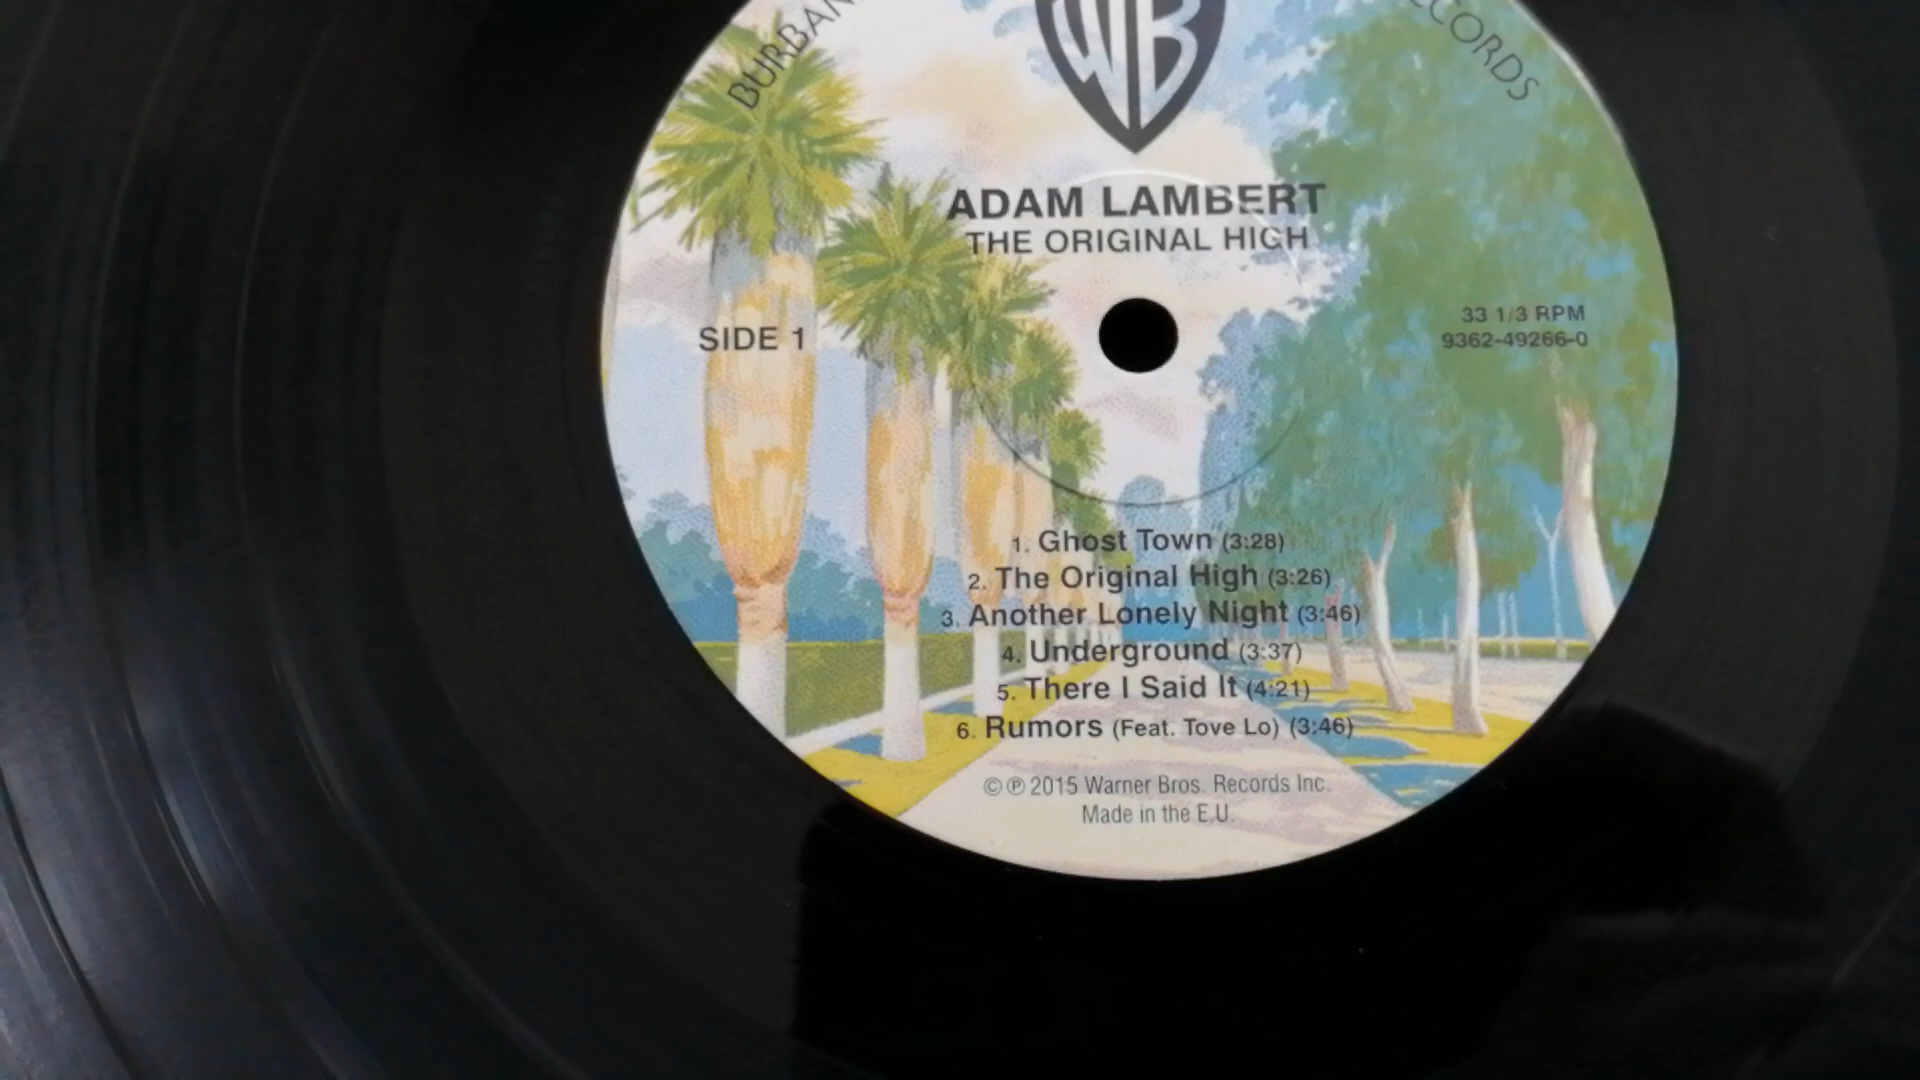 WB
ADAM LAMBERT
THE ORIGINAL HIGH
SIDE 1
33 1/3 RPM
9362-49266-0
1. Ghost Town (3:28)
2. The Original High (3:26)
3. Another Lonely Night (3:46)
4. Underground (3:37)
5. There I Said It (4:21)
6. Rumors (Feat. Tove Lo) (3:46)
©℗ 2015 Warner Bros. Records Inc.
Made in the E.U.